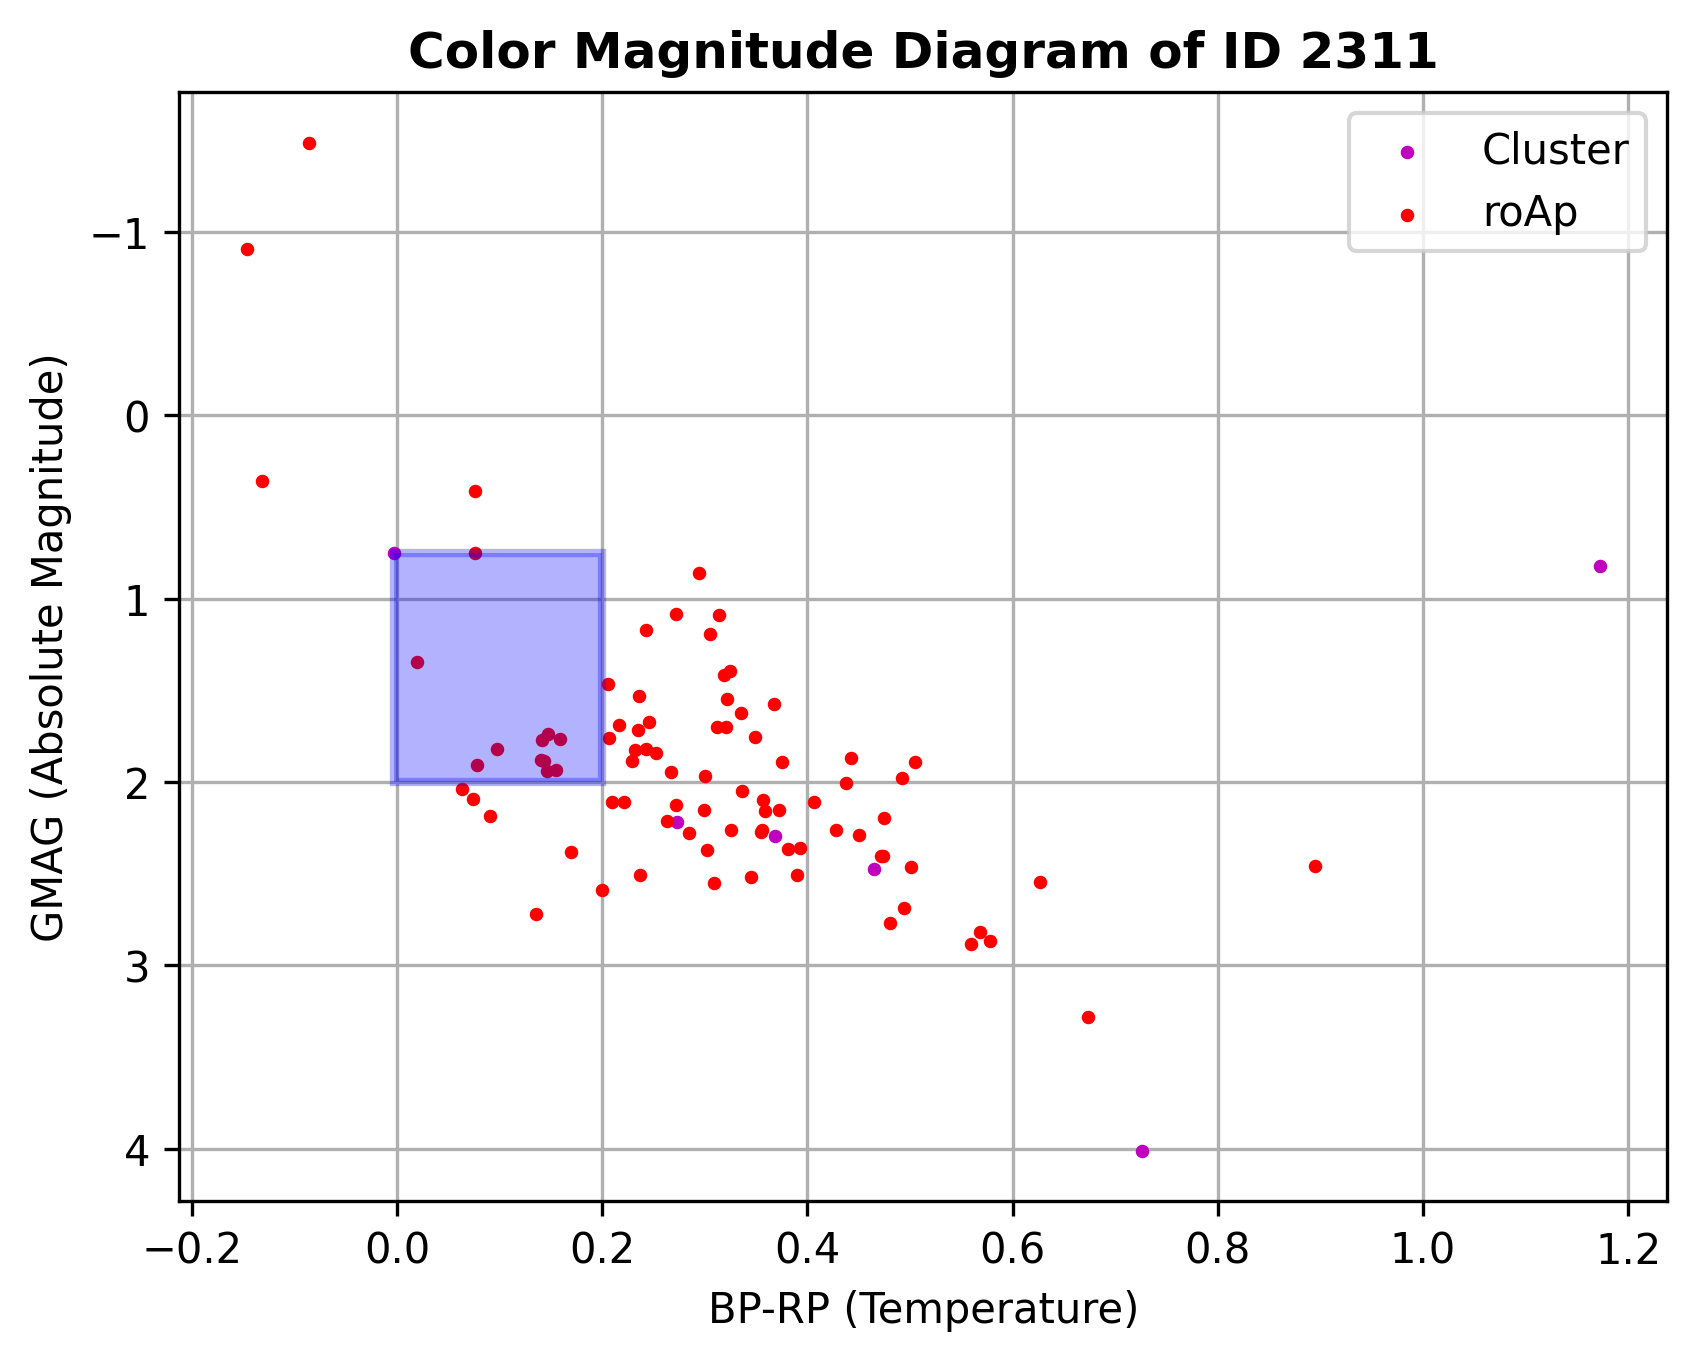 Color Magnitude Diagram of ID 2311
Cluster
roAp
GMAG (Absolute Magnitude)
−1
0
1
2
3
4
−0.2 0.0 0.2 0.4 0.6 0.8 1.0 1.2
BP-RP (Temperature)